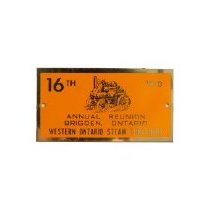 16TH
ANNUAL REUNION
BRIGDEN, ONTARIO
WESTERN ONTARIO STEAM